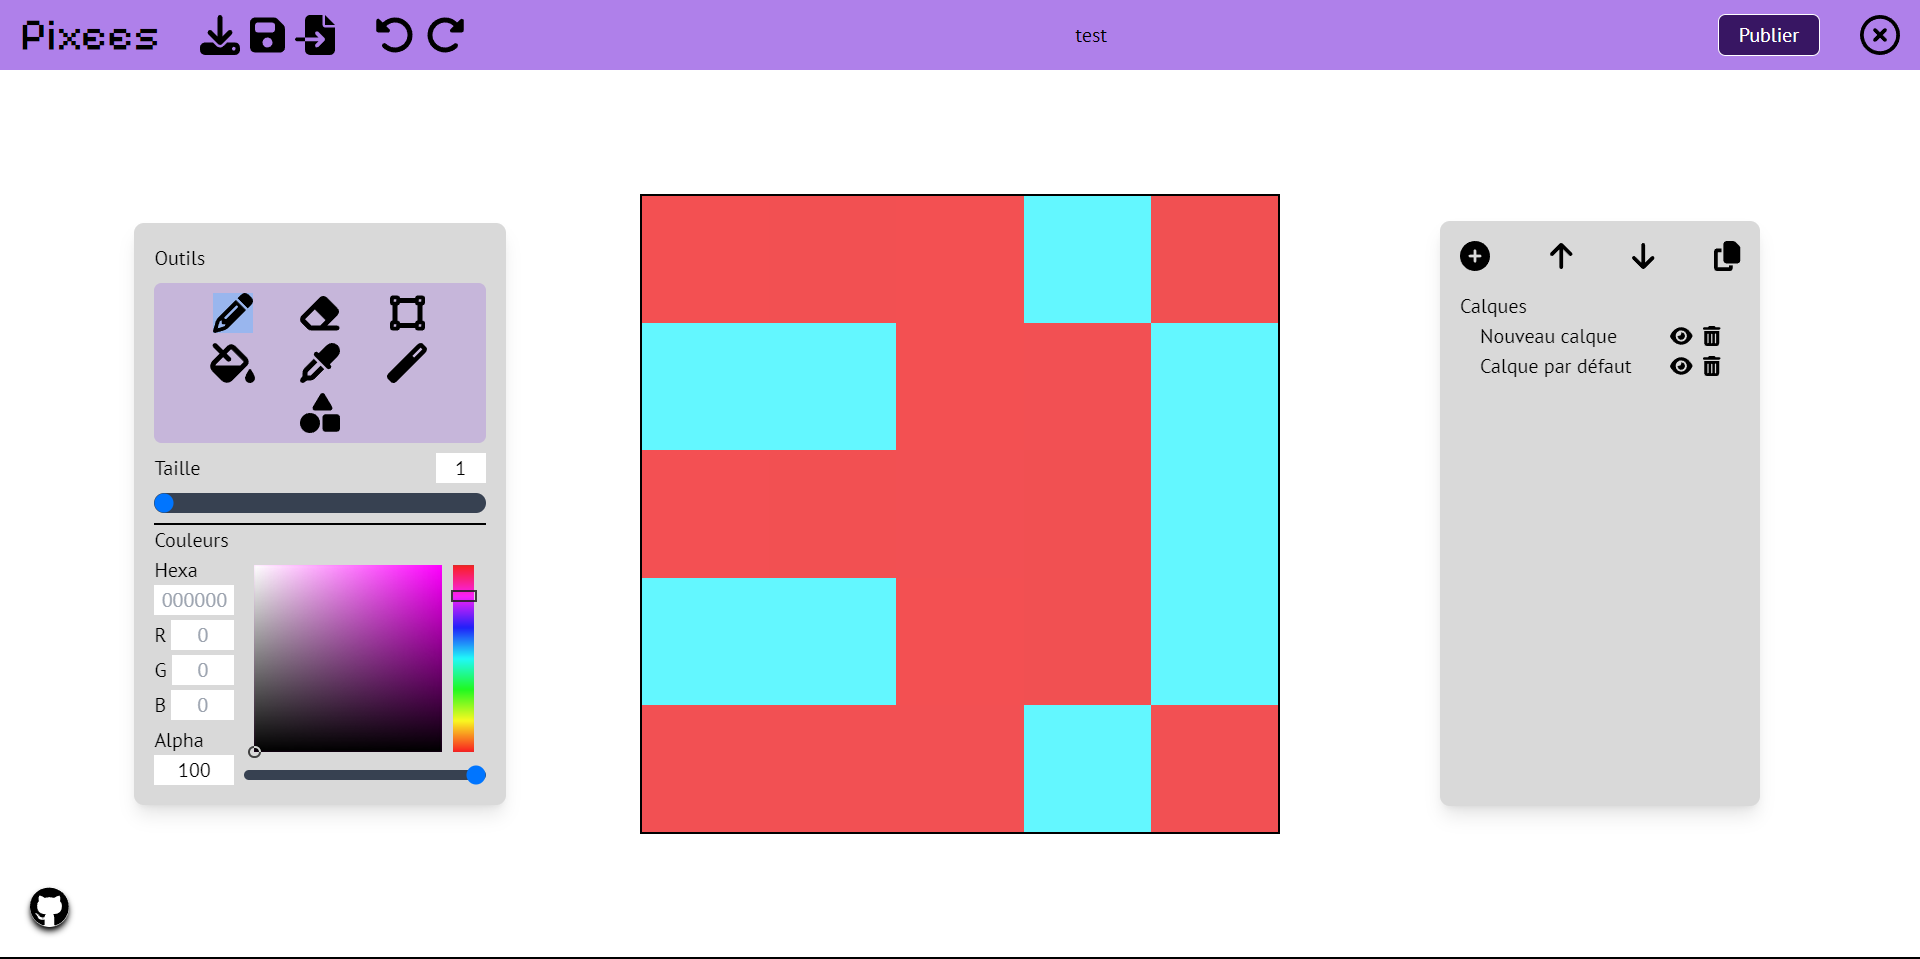 Pixees
test
Publier
Outils
Taille
1
Couleurs
Hexa
000000
R 0
G 0
B 0
Alpha
100
Calques
Nouveau calque
Calque par défaut